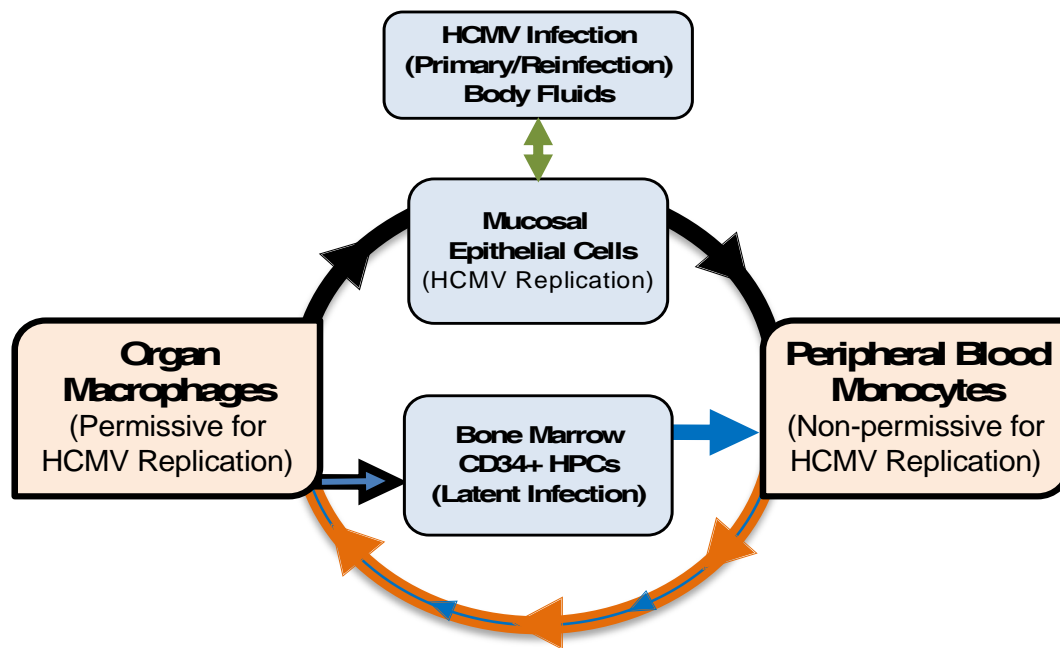 HCMV Infection
(Primary/Reinfection)
Body Fluids
Mucosal
Epithelial Cells
(HCMV Replication)
Organ
Macrophages
(Permissive for
HCMV Replication)
Peripheral Blood
Monocytes
(Non-permissive for
HCMV Replication)
Bone Marrow
CD34+ HPCs
(Latent Infection)